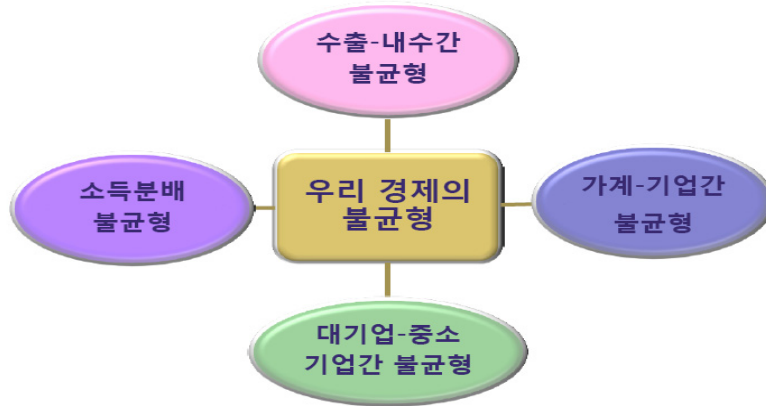 수출-내수간
불균형
소득분배
불균형
우리 경제의
불균형
가계-기업간
불균형
대기업-중소
기업간 불균형